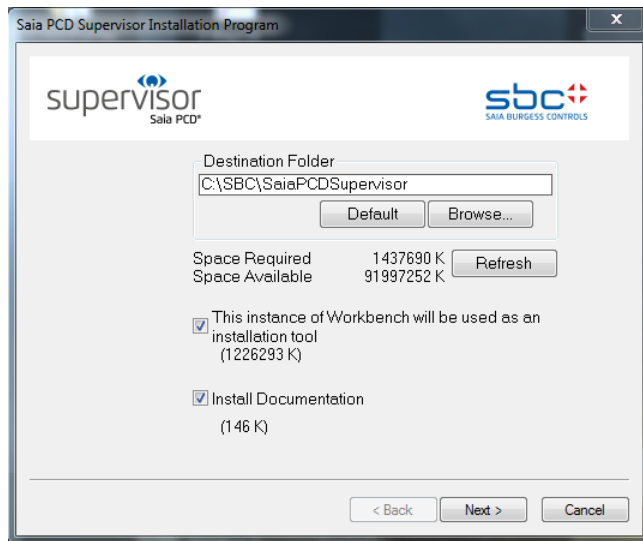 Saia PCD Supervisor Installation Program
x
supervisor
Saia PCD®
sbc
SAIA BURGESS CONTROLS
Destination Folder
C:\SBC\SaiaPCDSupervisor
Default Browse...
Space Required 1437690 K
Space Available 91997252 K
Refresh
This instance of Workbench will be used as an
installation tool
(1226293 K)
Install Documentation
(146 K)
< Back Next > Cancel